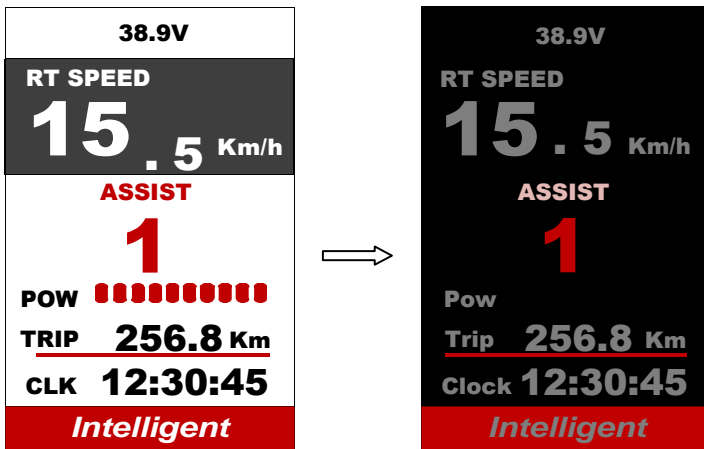 38.9V
RT SPEED
15.5 Km/h
ASSIST
1
POW
TRIP 256.8 Km
CLK 12:30:45
Intelligent
38.9V
RT SPEED
15.5 Km/h
ASSIST
1
Pow
Trip 256.8 Km
Clock 12:30:45
Intelligent